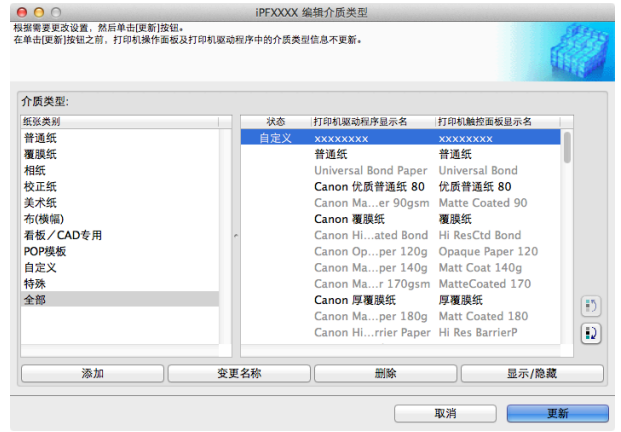 iPFXXXX 编辑介质类型
根据需要更改设置，然后单击[更新]按钮。
在单击[更新]按钮之前，打印机操作面板及打印机驱动程序中的介质类型信息不更新。
介质类型:
纸张类别
普通纸
覆膜纸
相纸
校正纸
美术纸
布(横幅)
看板／CAD专用
POP模板
自定义
特殊
全部
状态 打印机驱动程序显示名 打印机触控面板显示名
自定义 xxxxxxxx xxxxxxxx
普通纸 普通纸
Universal Bond Paper Universal Bond
Canon 优质普通纸 80 优质普通纸 80
Canon Ma...er 90gsm Matte Coated 90
Canon 覆膜纸 覆膜纸
Canon Hi...ated Bond Hi ResCtd Bond
Canon Op...per 120g Opaque Paper 120
Canon Ma...per 140g Matt Coat 140g
Canon Ma...r 170gsm MatteCoated 170
Canon 厚覆膜纸 厚覆膜纸
Canon Ma...per 180g Matt Coated 180
Canon Hi...rrier Paper Hi Res BarrierP
添加 变更名称 删除 显示/隐藏
取消 更新